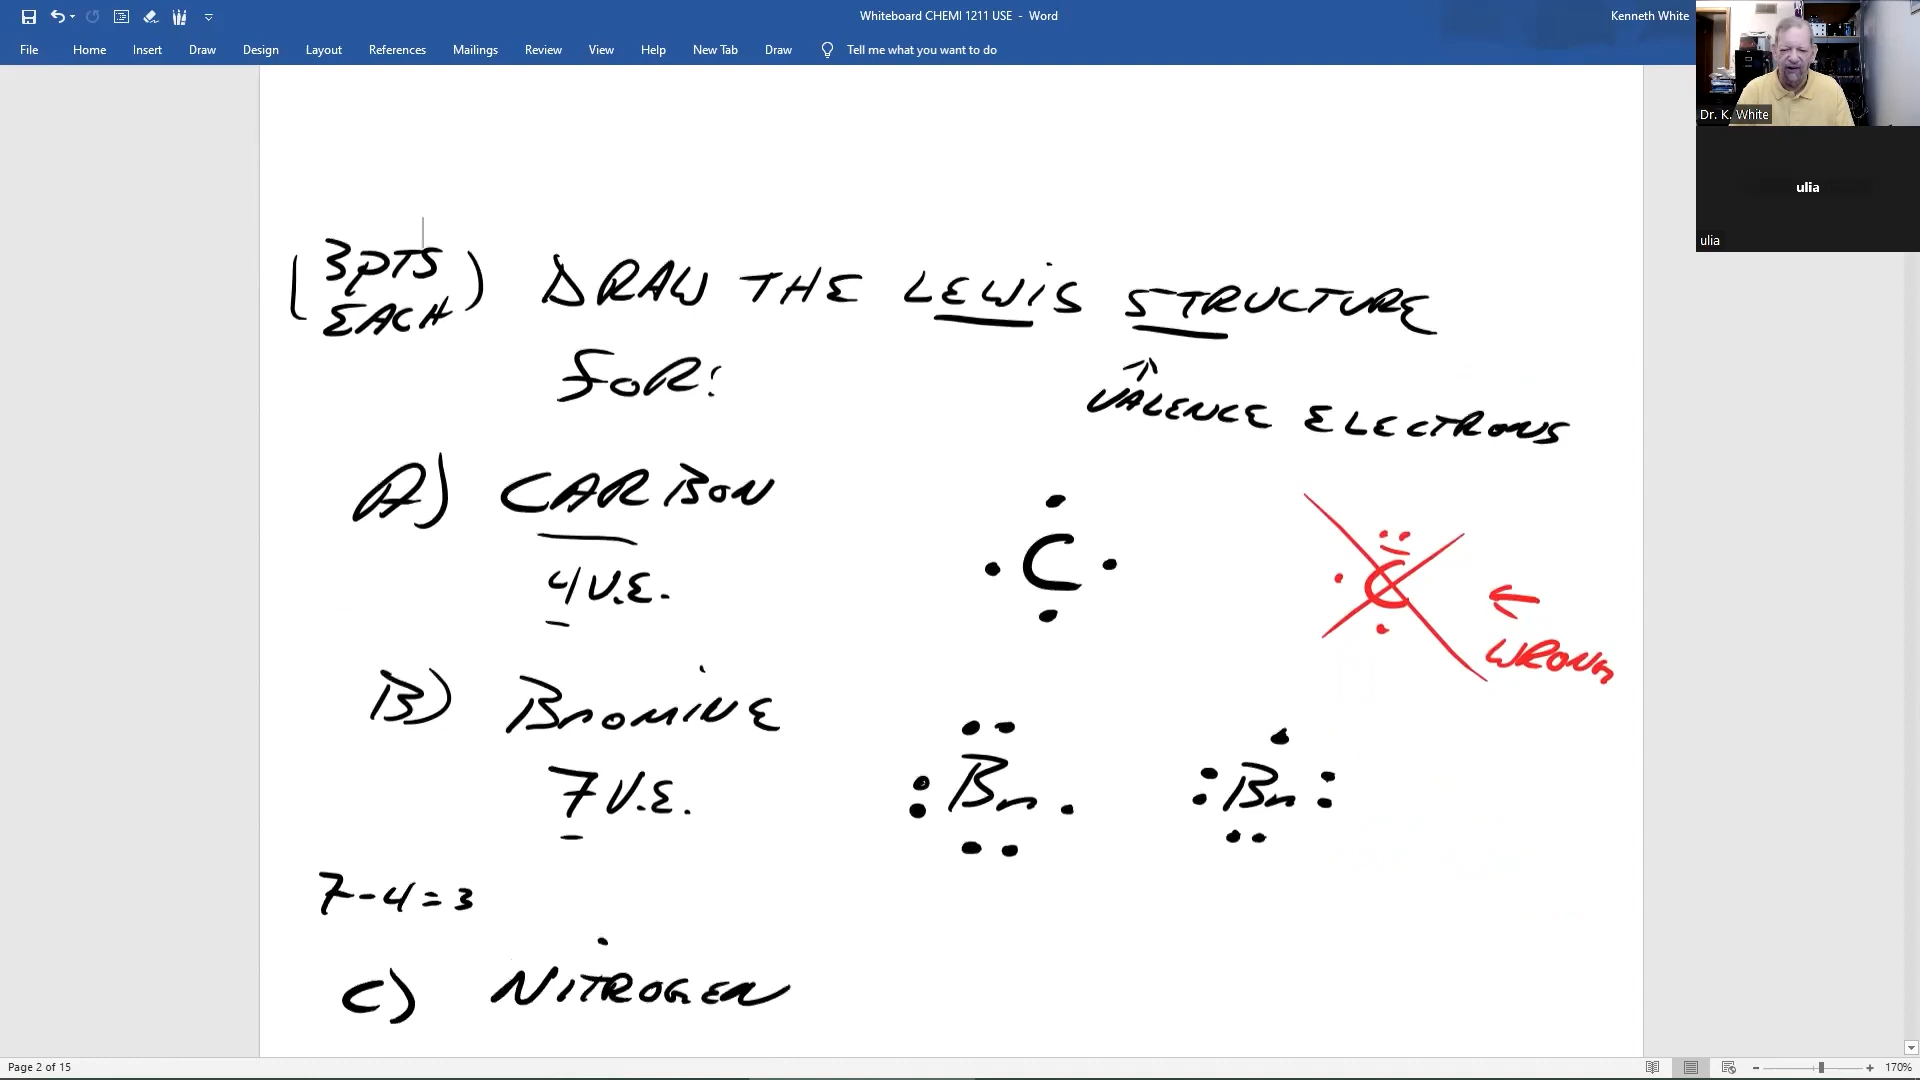 Whiteboard CHEMI 1211 USE - Word
Kenneth White
File Home Insert Draw Design Layout References Mailings Review View Help New Tab Draw Tell me what you want to do
Dr. K. White
ulia
ulia
(3PTS EACH) DRAW THE LEWIS STRUCTURE
FOR:
VALENCE ELECTRONS
A) CARBON
C
C
4 V.E.
WRONG
B) BROMINE
Br
Br
7 V.E.
7-4=3
C) NITROGEN
Page 2 of 15
170%